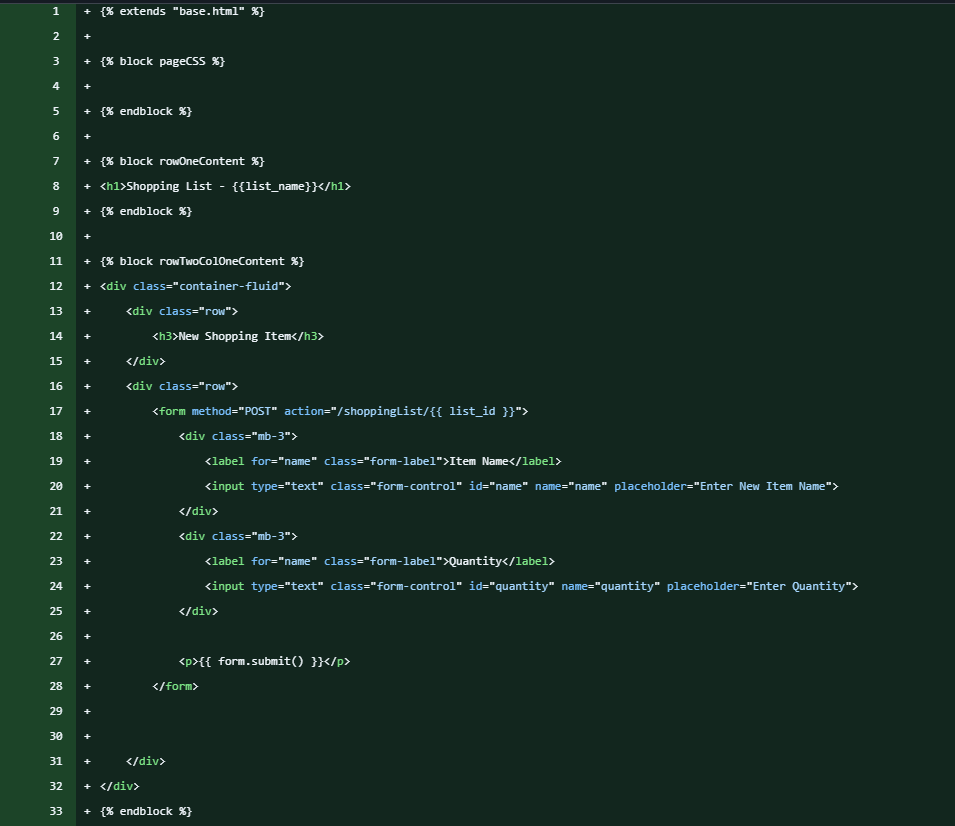 1 + {% extends "base.html" %}
2 +
3 + {% block pageCSS %}
4 +
5 + {% endblock %}
6 +
7 + {% block rowOneContent %}
8 + <h1>Shopping List - {{list_name}}</h1>
9 + {% endblock %}
10 +
11 + {% block rowTwoColOneContent %}
12 + <div class="container-fluid">
13 +     <div class="row">
14 +         <h3>New Shopping Item</h3>
15 +     </div>
16 +     <div class="row">
17 +         <form method="POST" action="/shoppingList/{{ list_id }}">
18 +             <div class="mb-3">
19 +                 <label for="name" class="form-label">Item Name</label>
20 +                 <input type="text" class="form-control" id="name" name="name" placeholder="Enter New Item Name">
21 +             </div>
22 +             <div class="mb-3">
23 +                 <label for="name" class="form-label">Quantity</label>
24 +                 <input type="text" class="form-control" id="quantity" name="quantity" placeholder="Enter Quantity">
25 +             </div>
26 +
27 +             <p>{{ form.submit() }}</p>
28 +         </form>
29 +
30 +
31 +     </div>
32 + </div>
33 + {% endblock %}